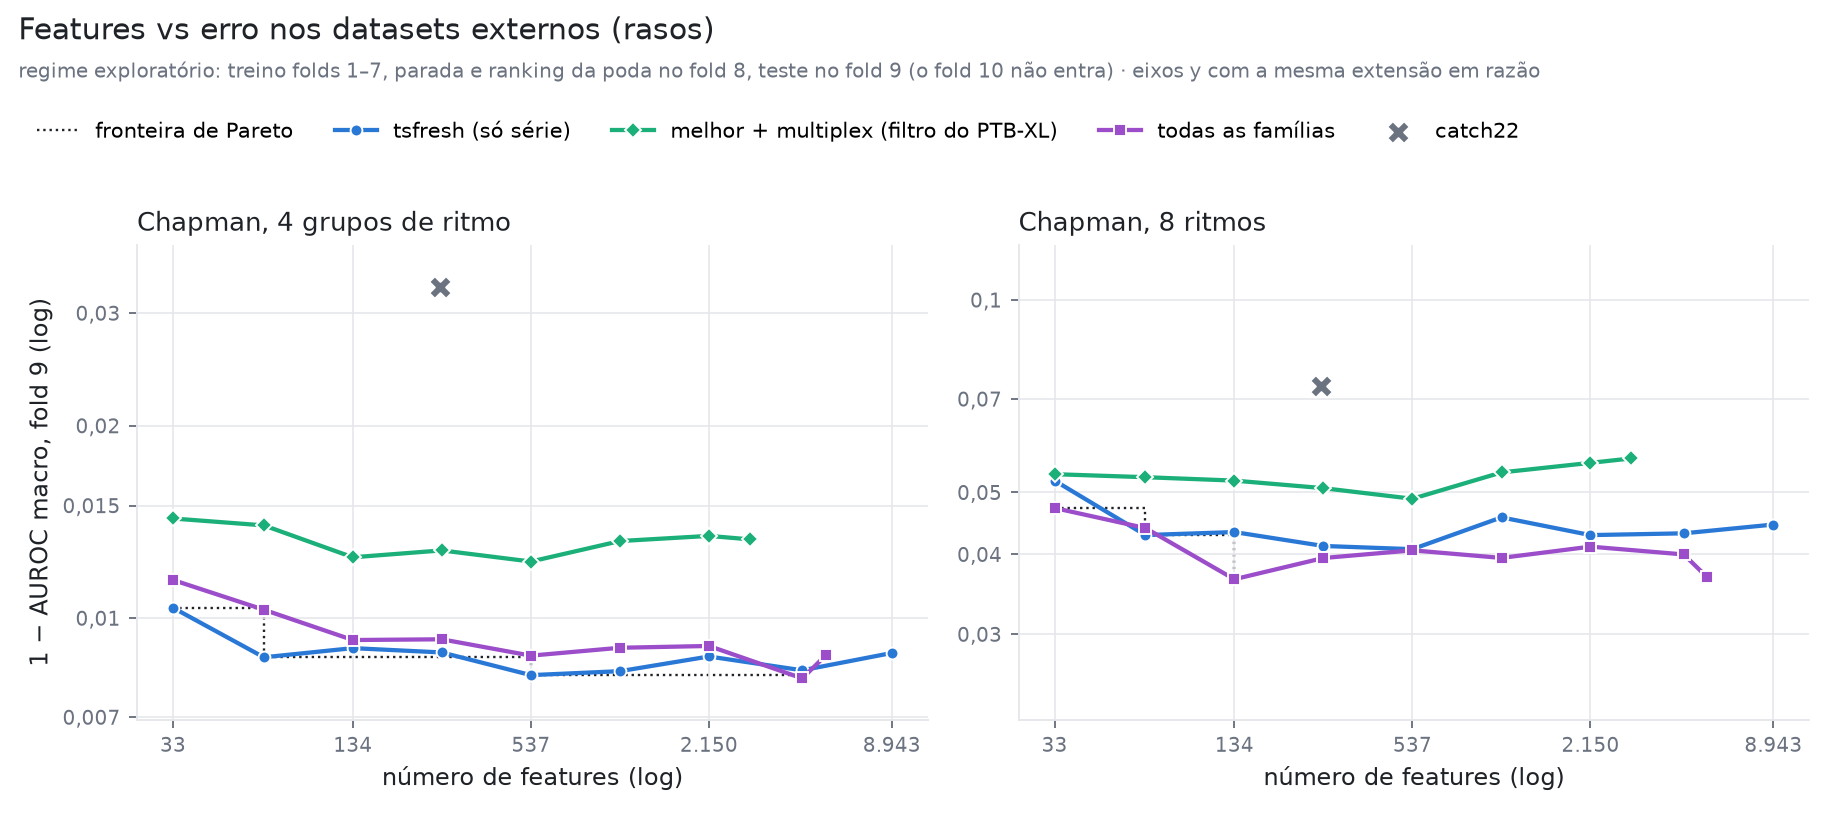 Features vs erro nos datasets externos (rasos)
regime exploratório: treino folds 1–7, parada e ranking da poda no fold 8, teste no fold 9 (o fold 10 não entra) · eixos y com a mesma extensão em razão
fronteira de Pareto
tsfresh (só série)
melhor + multiplex (filtro do PTB-XL)
todas as famílias
catch22
Chapman, 4 grupos de ritmo
1 − AUROC macro, fold 9 (log)
0,03
0,02
0,015
0,01
0,007
33
134
537
2.150
8.943
número de features (log)
Chapman, 8 ritmos
0,1
0,07
0,05
0,04
0,03
33
134
537
2.150
8.943
número de features (log)